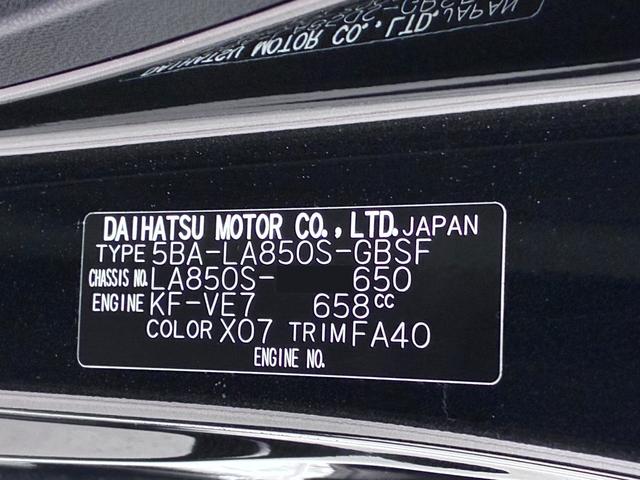 DAIHATSU MOTOR CO., LTD. JAPAN
TYPE 5BA-LA850S-GBSF
CHASSIS NO. LA850S- 650
ENGINE KF-VE7 658cc
COLOR X07 TRIM FA40
ENGINE NO.